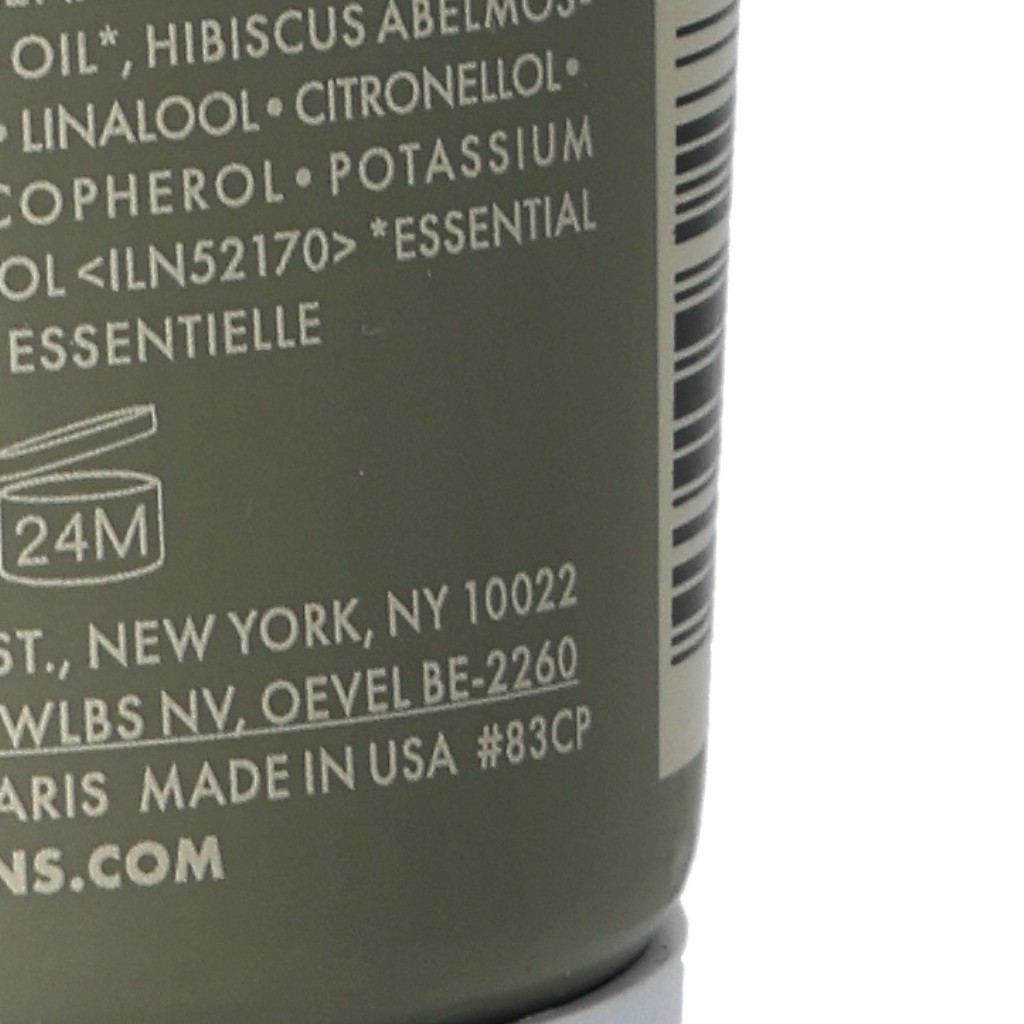 OIL*, HIBISCUS ABELMOS-
• LINALOOL • CITRONELLOL •
COPHEROL • POTASSIUM
OL <ILN52170> *ESSENTIAL
ESSENTIELLE
24M
ST., NEW YORK, NY 10022
WLBS NV, OEVEL BE-2260
ARIS MADE IN USA #83CP
NS.COM